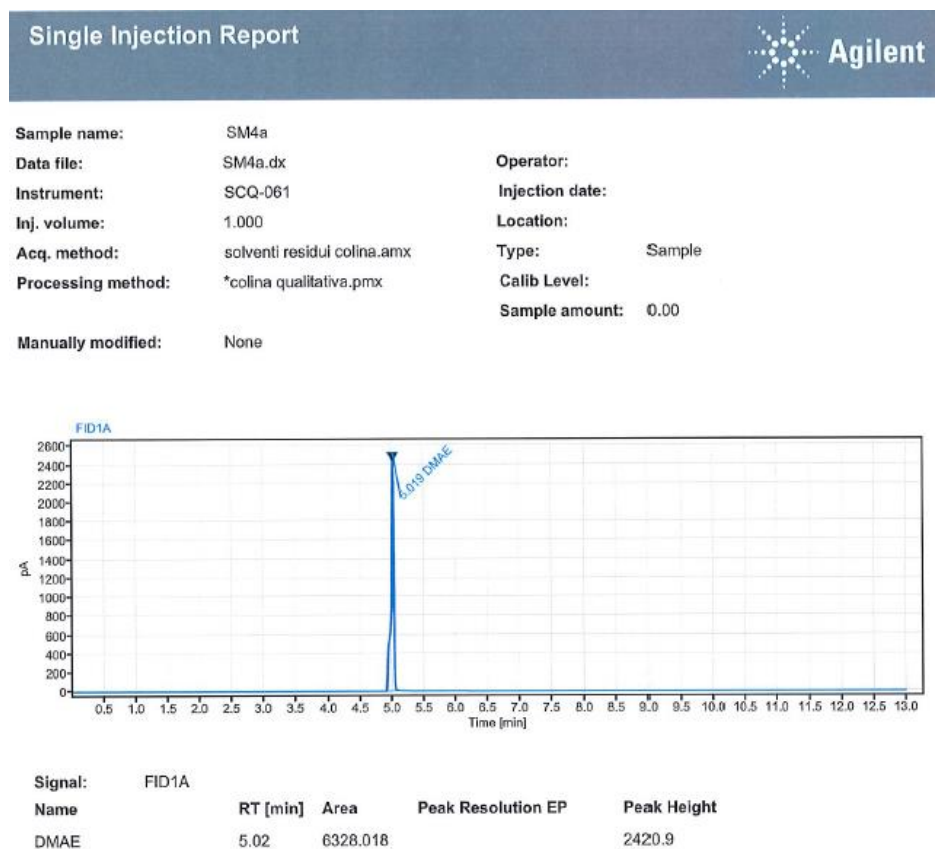 Single Injection Report
Agilent
Sample name: SM4a
Data file: SM4a.dx Operator:
Instrument: SCQ-061 Injection date:
Inj. volume: 1.000 Location:
Acq. method: solventi residui colina.amx Type: Sample
Processing method: *colina qualitativa.pmx Calib Level:
Sample amount: 0.00
Manually modified: None
FID1A
2600
2400
2200
2000
1800
1600
1400
1200
1000
800
600
400
200
0
pA
5.019 DMAE
0.5 1.0 1.5 2.0 2.5 3.0 3.5 4.0 4.5 5.0 5.5 6.0 6.5 7.0 7.5 8.0 8.5 9.0 9.5 10.0 10.5 11.0 11.5 12.0 12.5 13.0
Time [min]
Signal: FID1A
Name RT [min] Area Peak Resolution EP Peak Height
DMAE 5.02 6328.018 2420.9